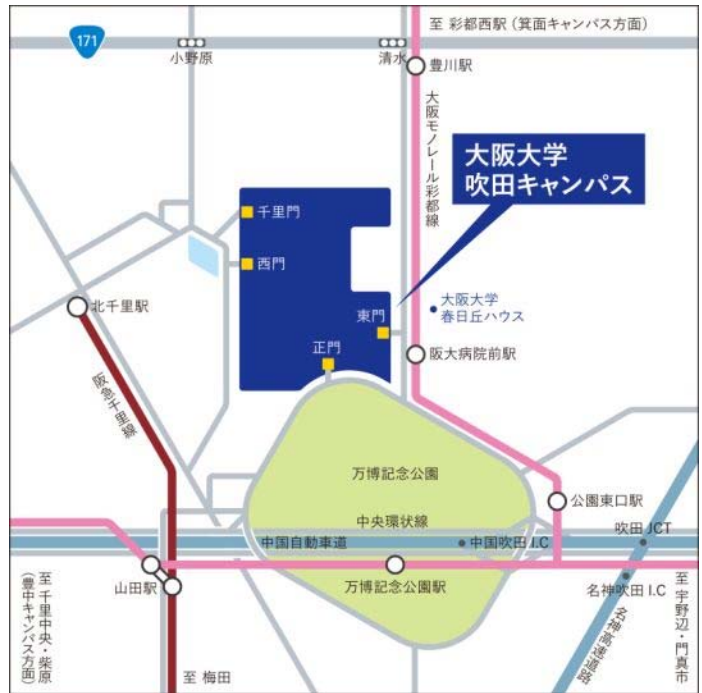 至 彩都西駅（箕面キャンパス方面）
171
小野原
清水
豊川駅
大阪モノレール彩都線
大阪大学
吹田キャンパス
千里門
西門
大阪大学
春日丘ハウス
北千里駅
東門
正門
阪大病院前駅
阪急千里線
万博記念公園
公園東口駅
中央環状線
吹田 JCT
中国自動車道
中国吹田 I.C
山田駅
万博記念公園駅
名神吹田 I.C
至 千里中央・柴原
（豊中キャンパス方面）
至 梅田
名神高速道路
至 宇野辺・門真市